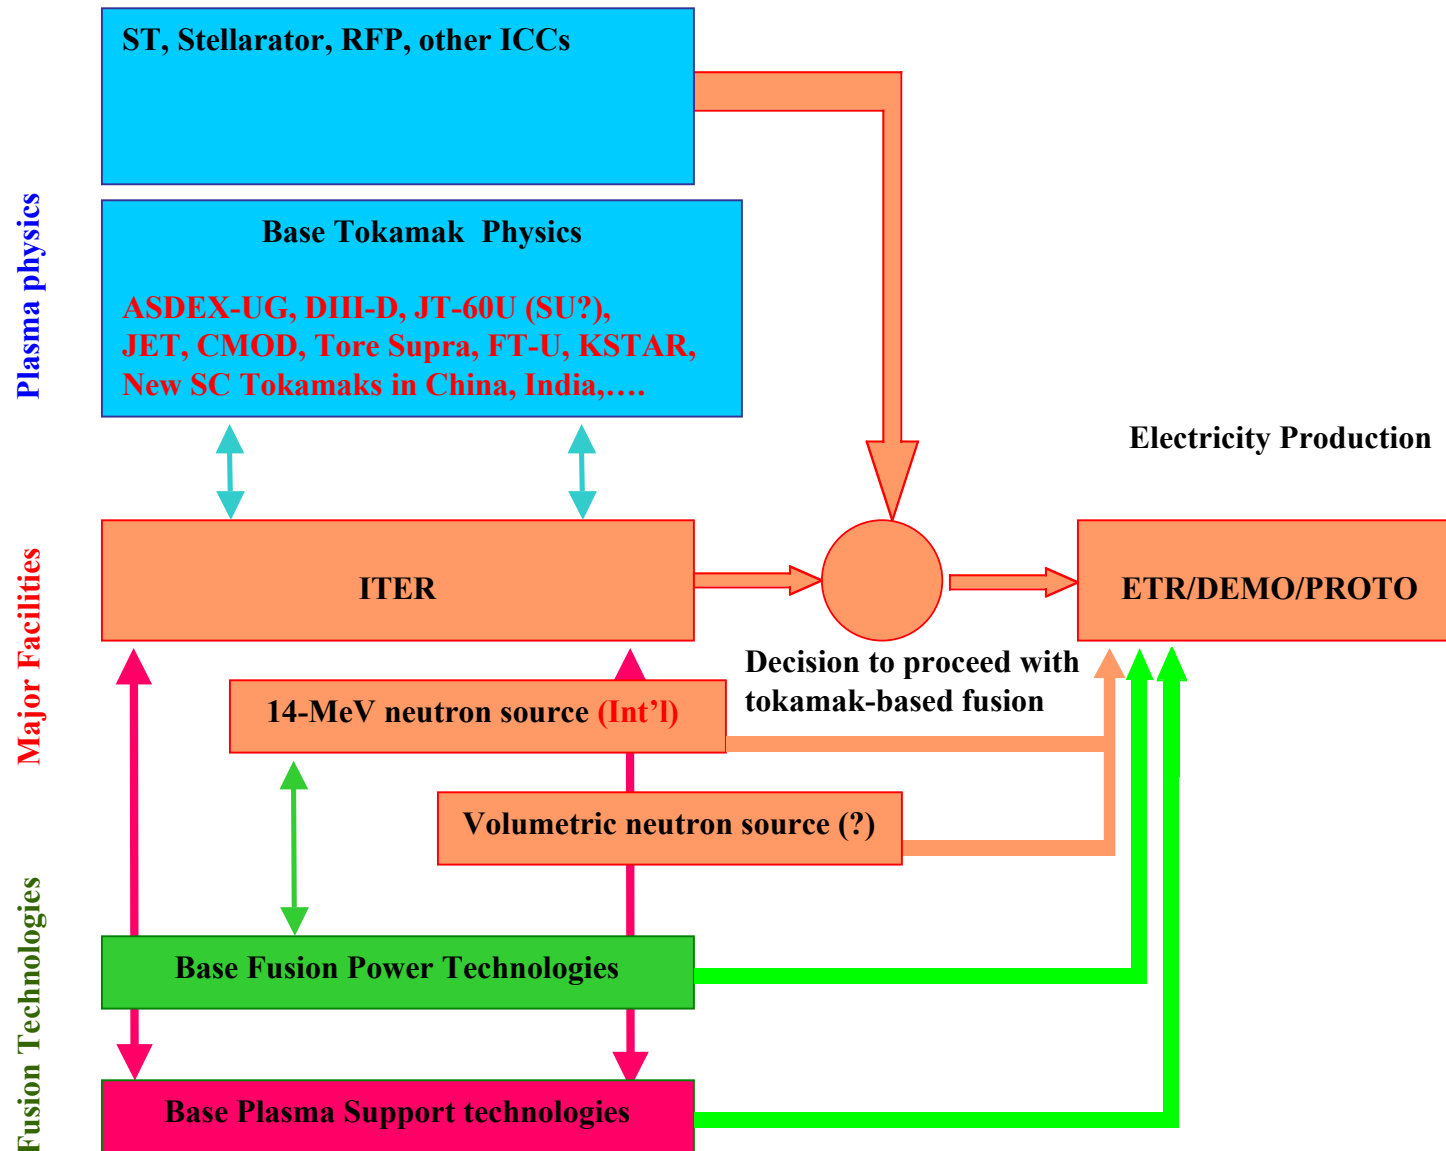 ST, Stellarator, RFP, other ICCs
Plasma physics
Base Tokamak  Physics
ASDEX-UG, DIII-D, JT-60U (SU?),
JET, CMOD, Tore Supra, FT-U, KSTAR,
New SC Tokamaks in China, India,….
Electricity Production
Major Facilities
ITER
ETR/DEMO/PROTO
Decision to proceed with
tokamak-based fusion
14-MeV neutron source (Int’l)
Volumetric neutron source (?)
Fusion Technologies
Base Fusion Power Technologies
Base Plasma Support technologies